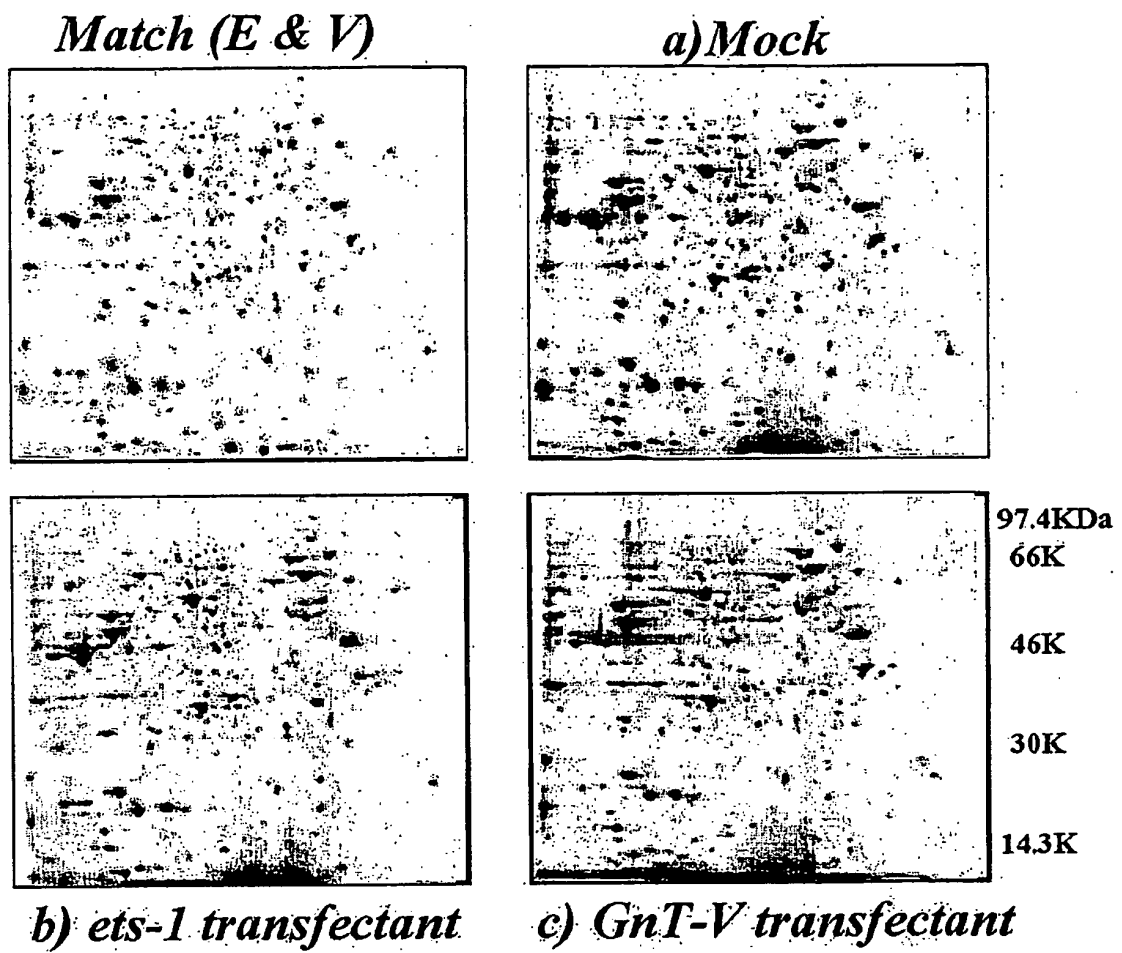 Match (E & V)
a)Mock
97.4KDa
66K
46K
30K
14.3K
b) ets-1 transfectant
c) GnT-V transfectant